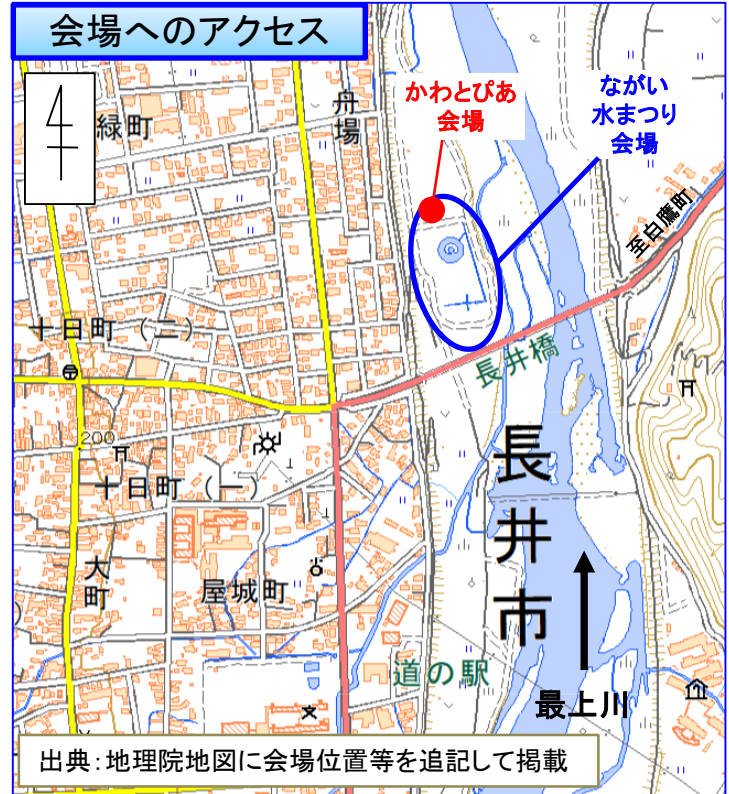 会場へのアクセス
緑町
舟場
かわとぴあ
会場
ながい
水まつり
会場
至白鷹町
十日町(二)
長井橋
200
十日町(一)
長井市
大町
屋城町
道の駅
最上川
出典:地理院地図に会場位置等を追記して掲載